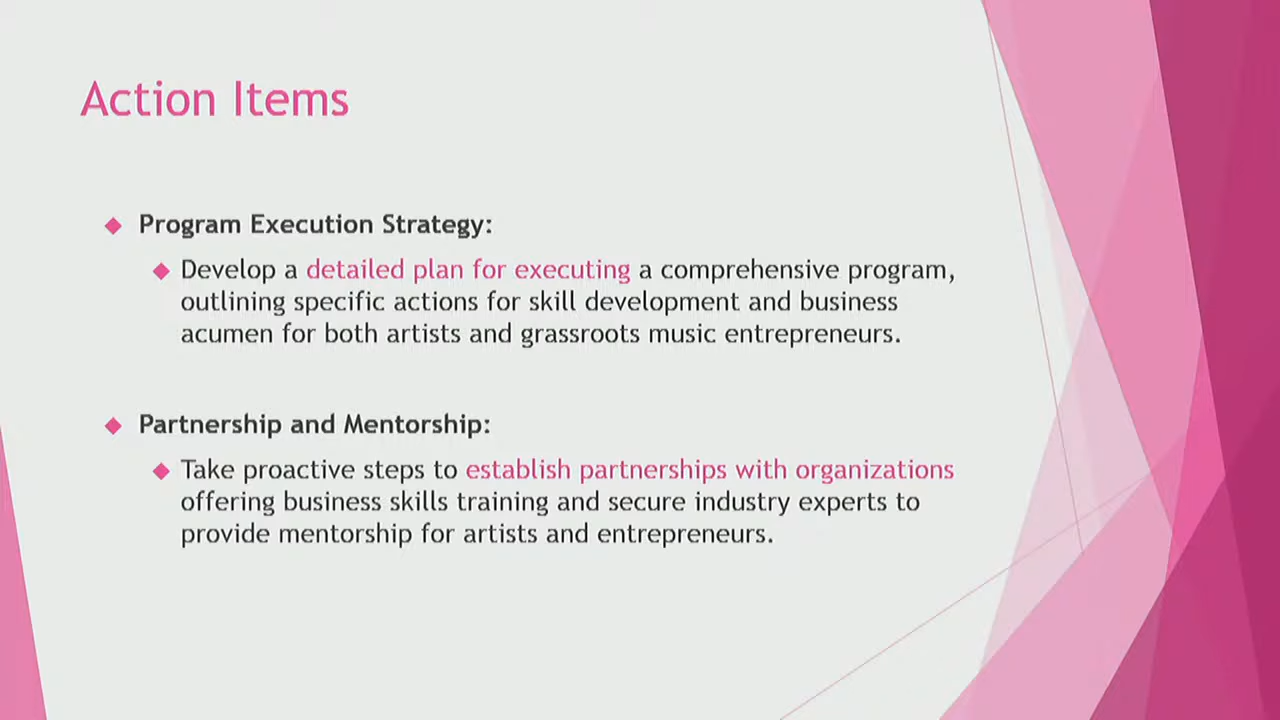 Action Items
Program Execution Strategy:
Develop a detailed plan for executing a comprehensive program,
outlining specific actions for skill development and business
acumen for both artists and grassroots music entrepreneurs.
Partnership and Mentorship:
Take proactive steps to establish partnerships with organizations
offering business skills training and secure industry experts to
provide mentorship for artists and entrepreneurs.